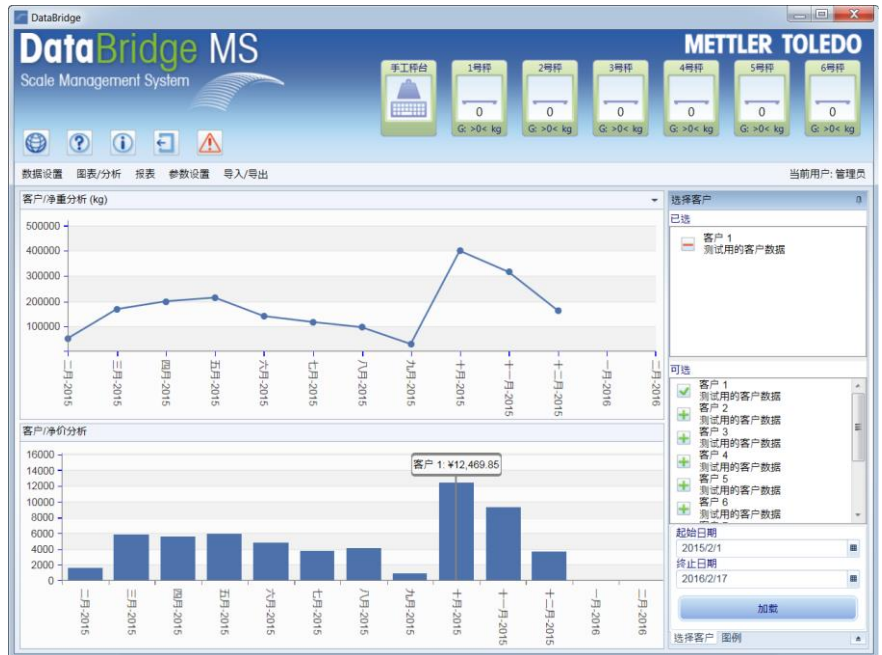 DataBridge
DataBridge MS
METTLER TOLEDO
Scale Management System
手工秤台
1号秤
2号秤
3号秤
4号秤
5号秤
6号秤
0
0
0
0
0
0
G: >0< kg
G: >0< kg
G: >0< kg
G: >0< kg
G: >0< kg
G: >0< kg
数据设置 图表/分析 报表 参数设置 导入/导出
当前用户: 管理员
客户/净重分析 (kg)
500000
400000
300000
200000
100000
二月-2015
三月-2015
四月-2015
五月-2015
六月-2015
七月-2015
八月-2015
九月-2015
十月-2015
十一月-2015
十二月-2015
一月-2016
二月-2016
客户/净价分析
16000
14000
12000
10000
8000
6000
4000
2000
0
客户 1: ¥12,469.85
二月-2015
三月-2015
四月-2015
五月-2015
六月-2015
七月-2015
八月-2015
九月-2015
十月-2015
十一月-2015
十二月-2015
一月-2016
二月-2016
选择客户
已选
客户 1
测试用的客户数据
可选
客户 1
测试用的客户数据
客户 2
测试用的客户数据
客户 3
测试用的客户数据
客户 4
测试用的客户数据
客户 5
测试用的客户数据
客户 6
测试用的客户数据
起始日期
2015/2/1
终止日期
2016/2/17
加载
选择客户 图例